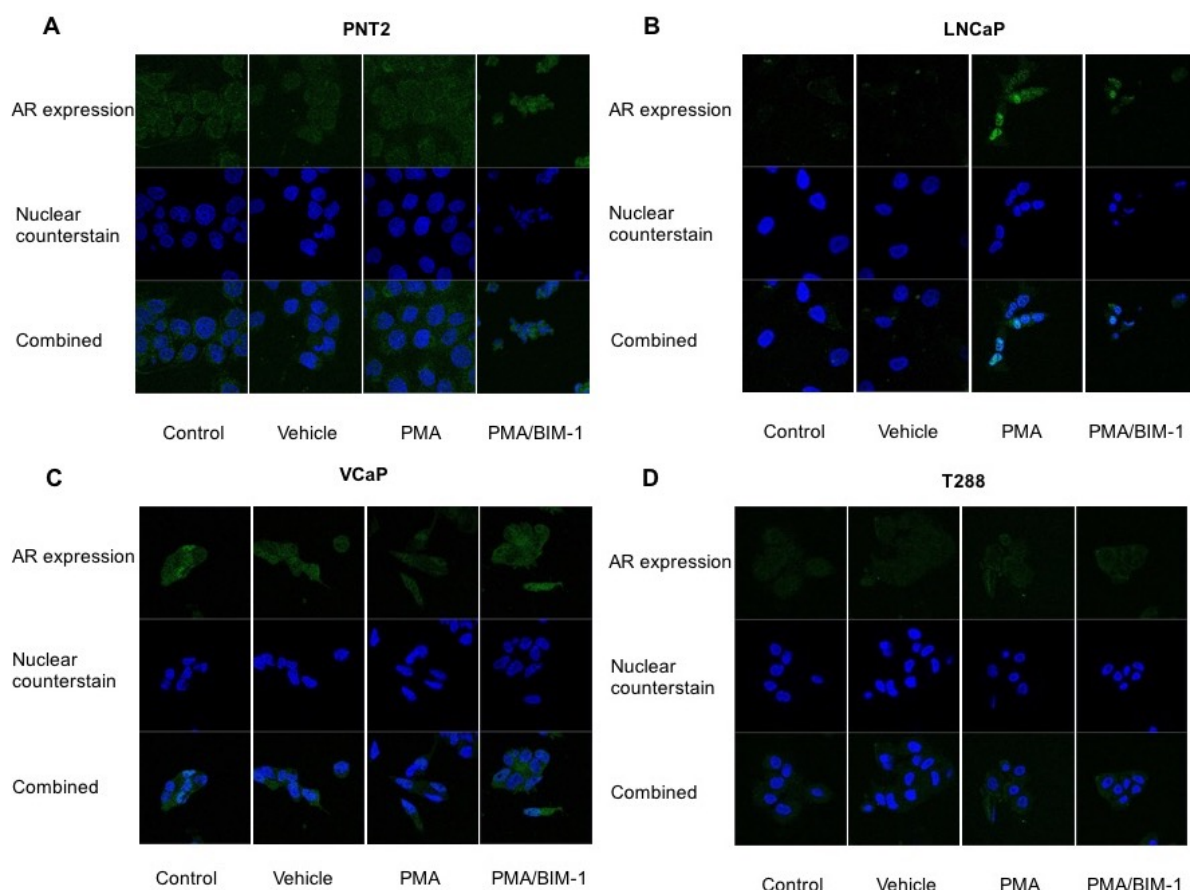 A
PNT2
AR expression
Nuclear
counterstain
Combined
Control Vehicle PMA PMA/BIM-1
B
LNCaP
AR expression
Nuclear
counterstain
Combined
Control Vehicle PMA PMA/BIM-1
C
VCaP
AR expression
Nuclear
counterstain
Combined
Control Vehicle PMA PMA/BIM-1
D
T288
AR expression
Nuclear
counterstain
Combined
Control Vehicle PMA PMA/BIM-1